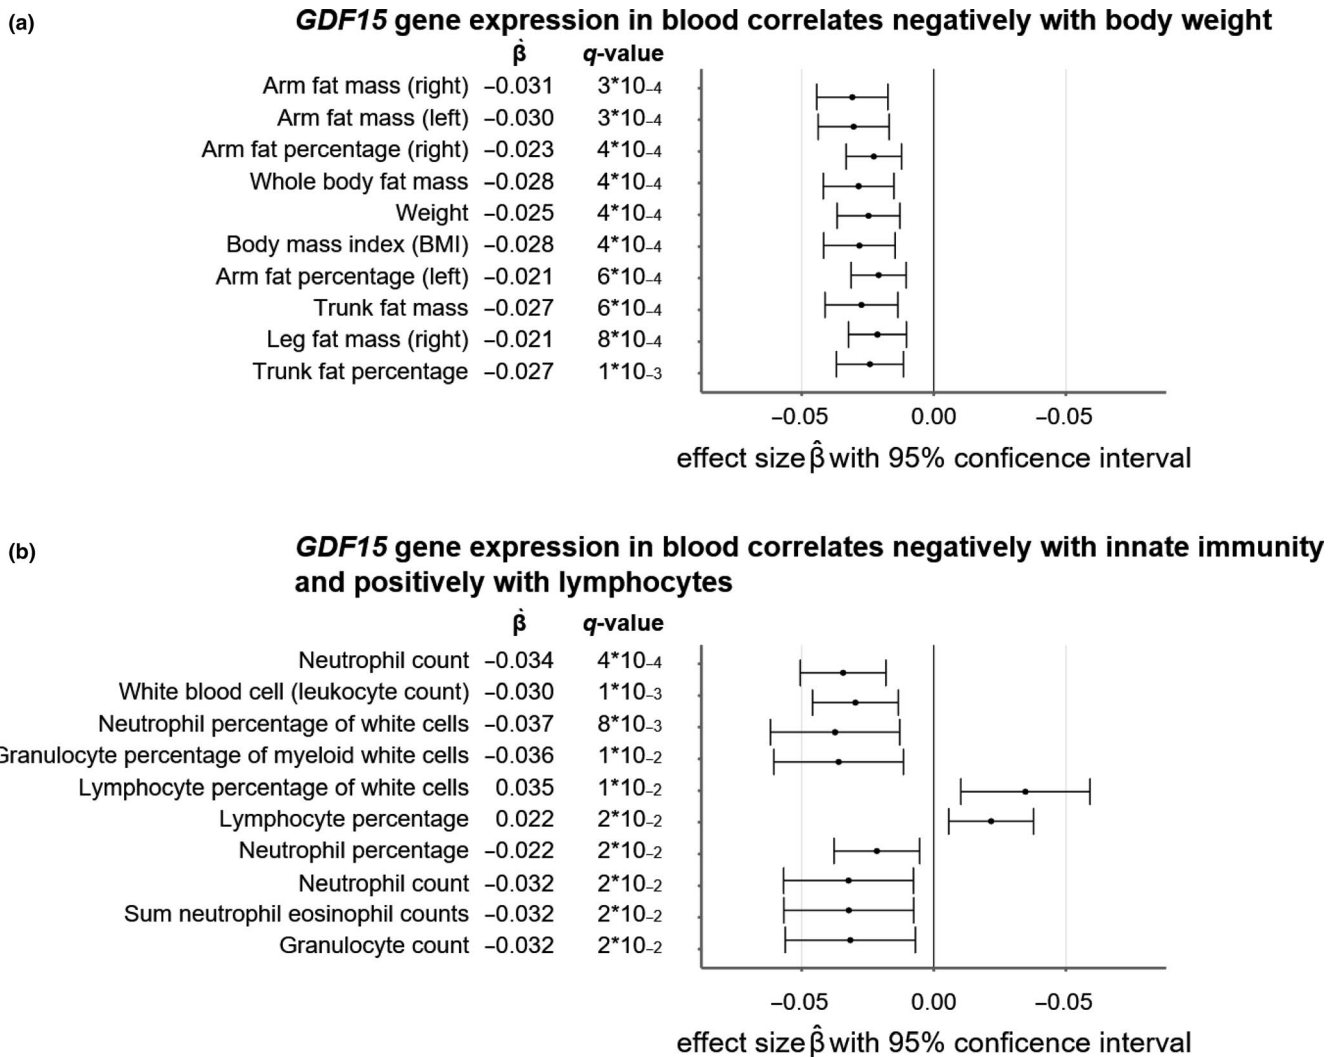 (a)
GDF15 gene expression in blood correlates negatively with body weight
β̇ q-value
Arm fat mass (right) −0.031 3*10−4
Arm fat mass (left) −0.030 3*10−4
Arm fat percentage (right) −0.023 4*10−4
Whole body fat mass −0.028 4*10−4
Weight −0.025 4*10−4
Body mass index (BMI) −0.028 4*10−4
Arm fat percentage (left) −0.021 6*10−4
Trunk fat mass −0.027 6*10−4
Leg fat mass (right) −0.021 8*10−4
Trunk fat percentage −0.027 1*10−3
−0.05 0.00 −0.05
effect size β̂ with 95% conficence interval
(b)
GDF15 gene expression in blood correlates negatively with innate immunity
and positively with lymphocytes
β̇ q-value
Neutrophil count −0.034 4*10−4
White blood cell (leukocyte count) −0.030 1*10−3
Neutrophil percentage of white cells −0.037 8*10−3
Granulocyte percentage of myeloid white cells −0.036 1*10−2
Lymphocyte percentage of white cells 0.035 1*10−2
Lymphocyte percentage 0.022 2*10−2
Neutrophil percentage −0.022 2*10−2
Neutrophil count −0.032 2*10−2
Sum neutrophil eosinophil counts −0.032 2*10−2
Granulocyte count −0.032 2*10−2
−0.05 0.00 −0.05
effect size β̂ with 95% conficence interval